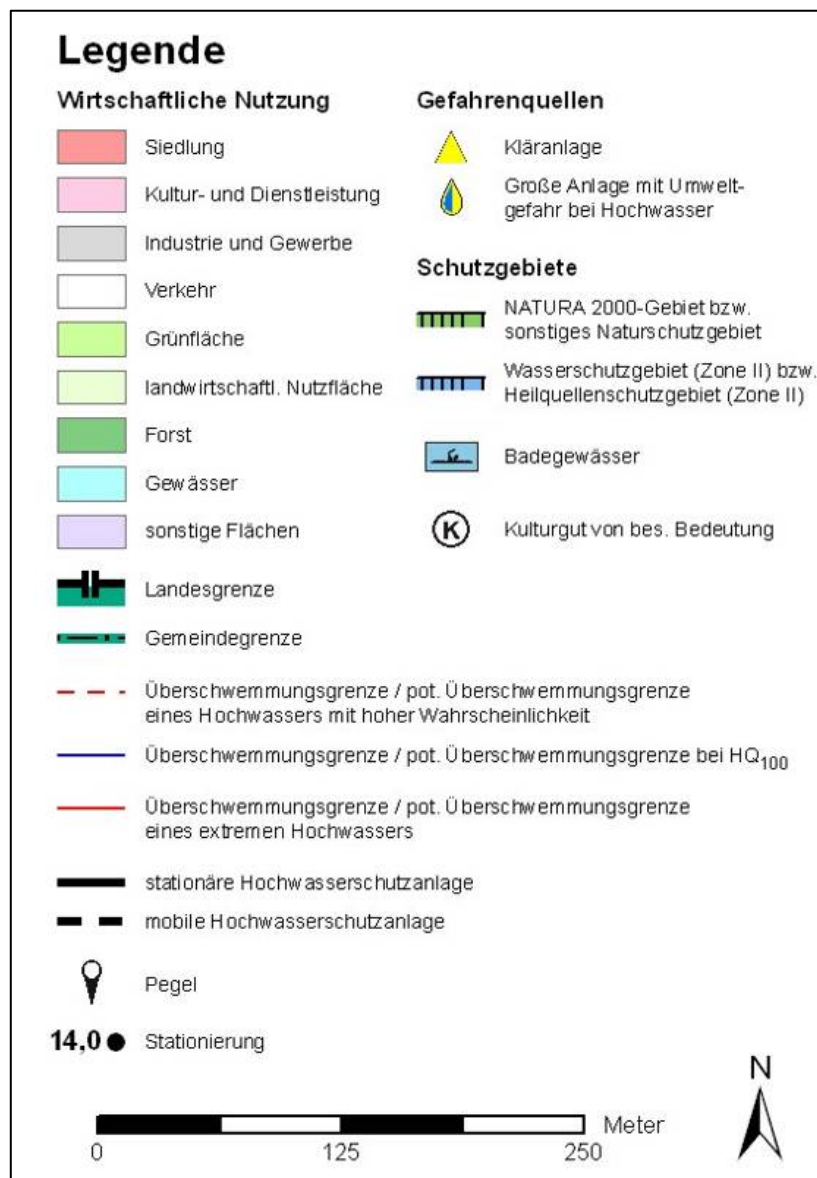 Legende
Wirtschaftliche Nutzung
Siedlung
Kultur- und Dienstleistung
Industrie und Gewerbe
Verkehr
Grünfläche
landwirtschaftl. Nutzfläche
Forst
Gewässer
sonstige Flächen
Landesgrenze
Gemeindegrenze
Überschwemmungsgrenze / pot. Überschwemmungsgrenze
eines Hochwassers mit hoher Wahrscheinlichkeit
Überschwemmungsgrenze / pot. Überschwemmungsgrenze bei HQ100
Überschwemmungsgrenze / pot. Überschwemmungsgrenze
eines extremen Hochwassers
stationäre Hochwasserschutzanlage
mobile Hochwasserschutzanlage
Pegel
14,0 Stationierung
Gefahrenquellen
Kläranlage
Große Anlage mit Umwelt-
gefahr bei Hochwasser
Schutzgebiete
NATURA 2000-Gebiet bzw.
sonstiges Naturschutzgebiet
Wasserschutzgebiet (Zone II) bzw.
Heilquellenschutzgebiet (Zone II)
Badegewässer
K Kulturgut von bes. Bedeutung
N
Meter
0 125 250